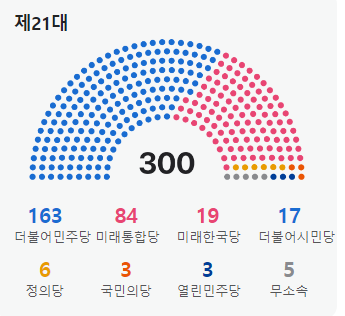 제21대
300
163 84 19 17
더불어민주당 미래통합당 미래한국당 더불어시민당
6 3 3 5
정의당 국민의당 열린민주당 무소속